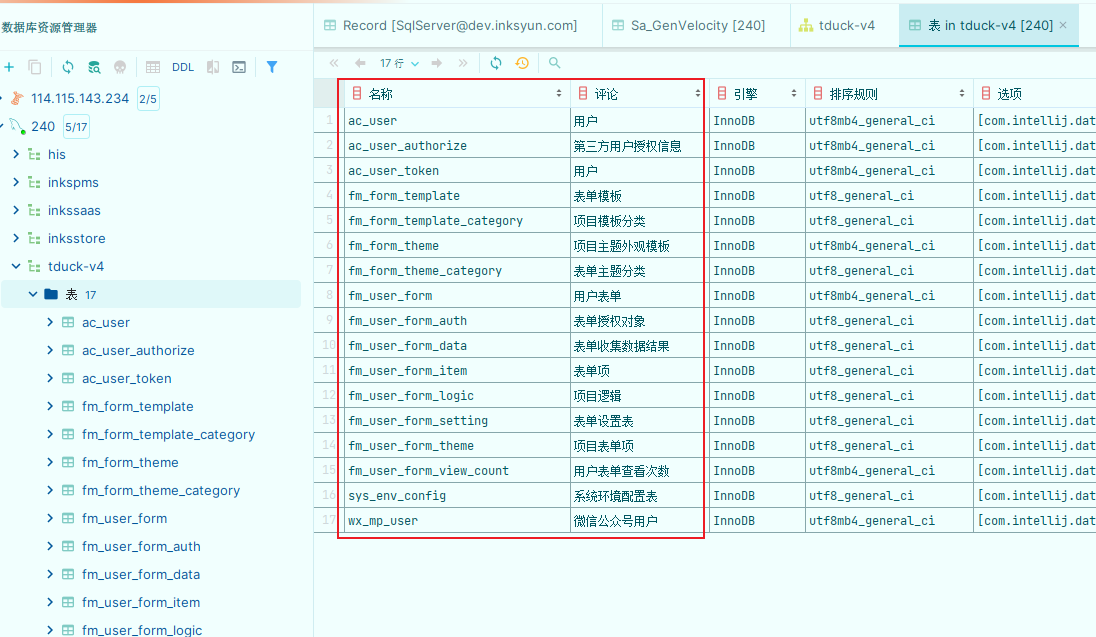 数据库资源管理器
Record [SqlServer@dev.inksyun.com]
Sa_GenVelocity [240]
tduck-v4
表 in tduck-v4 [240]
DDL
17 行
114.115.143.234 2/5
240 5/17
his
inkspms
inkssaas
inksstore
tduck-v4
表 17
ac_user
ac_user_authorize
ac_user_token
fm_form_template
fm_form_template_category
fm_form_theme
fm_form_theme_category
fm_user_form
fm_user_form_auth
fm_user_form_data
fm_user_form_item
fm_user_form_logic
名称 评论 引擎 排序规则 选项
1 ac_user 用户 InnoDB utf8mb4_general_ci [com.intellij.dat
2 ac_user_authorize 第三方用户授权信息 InnoDB utf8mb4_general_ci [com.intellij.dat
3 ac_user_token 用户 InnoDB utf8mb4_general_ci [com.intellij.dat
4 fm_form_template 表单模板 InnoDB utf8_general_ci [com.intellij.dat
5 fm_form_template_category 项目模板分类 InnoDB utf8_general_ci [com.intellij.dat
6 fm_form_theme 项目主题外观模板 InnoDB utf8mb4_general_ci [com.intellij.dat
7 fm_form_theme_category 表单主题分类 InnoDB utf8_general_ci [com.intellij.dat
8 fm_user_form 用户表单 InnoDB utf8mb4_general_ci [com.intellij.dat
9 fm_user_form_auth 表单授权对象 InnoDB utf8_general_ci [com.intellij.dat
10 fm_user_form_data 表单收集数据结果 InnoDB utf8_general_ci [com.intellij.dat
11 fm_user_form_item 表单项 InnoDB utf8_general_ci [com.intellij.dat
12 fm_user_form_logic 项目逻辑 InnoDB utf8_general_ci [com.intellij.dat
13 fm_user_form_setting 表单设置表 InnoDB utf8_general_ci [com.intellij.dat
14 fm_user_form_theme 项目表单项 InnoDB utf8_general_ci [com.intellij.dat
15 fm_user_form_view_count 用户表单查看次数 InnoDB utf8mb4_general_ci [com.intellij.dat
16 sys_env_config 系统环境配置表 InnoDB utf8_general_ci [com.intellij.dat
17 wx_mp_user 微信公众号用户 InnoDB utf8mb4_general_ci [com.intellij.dat